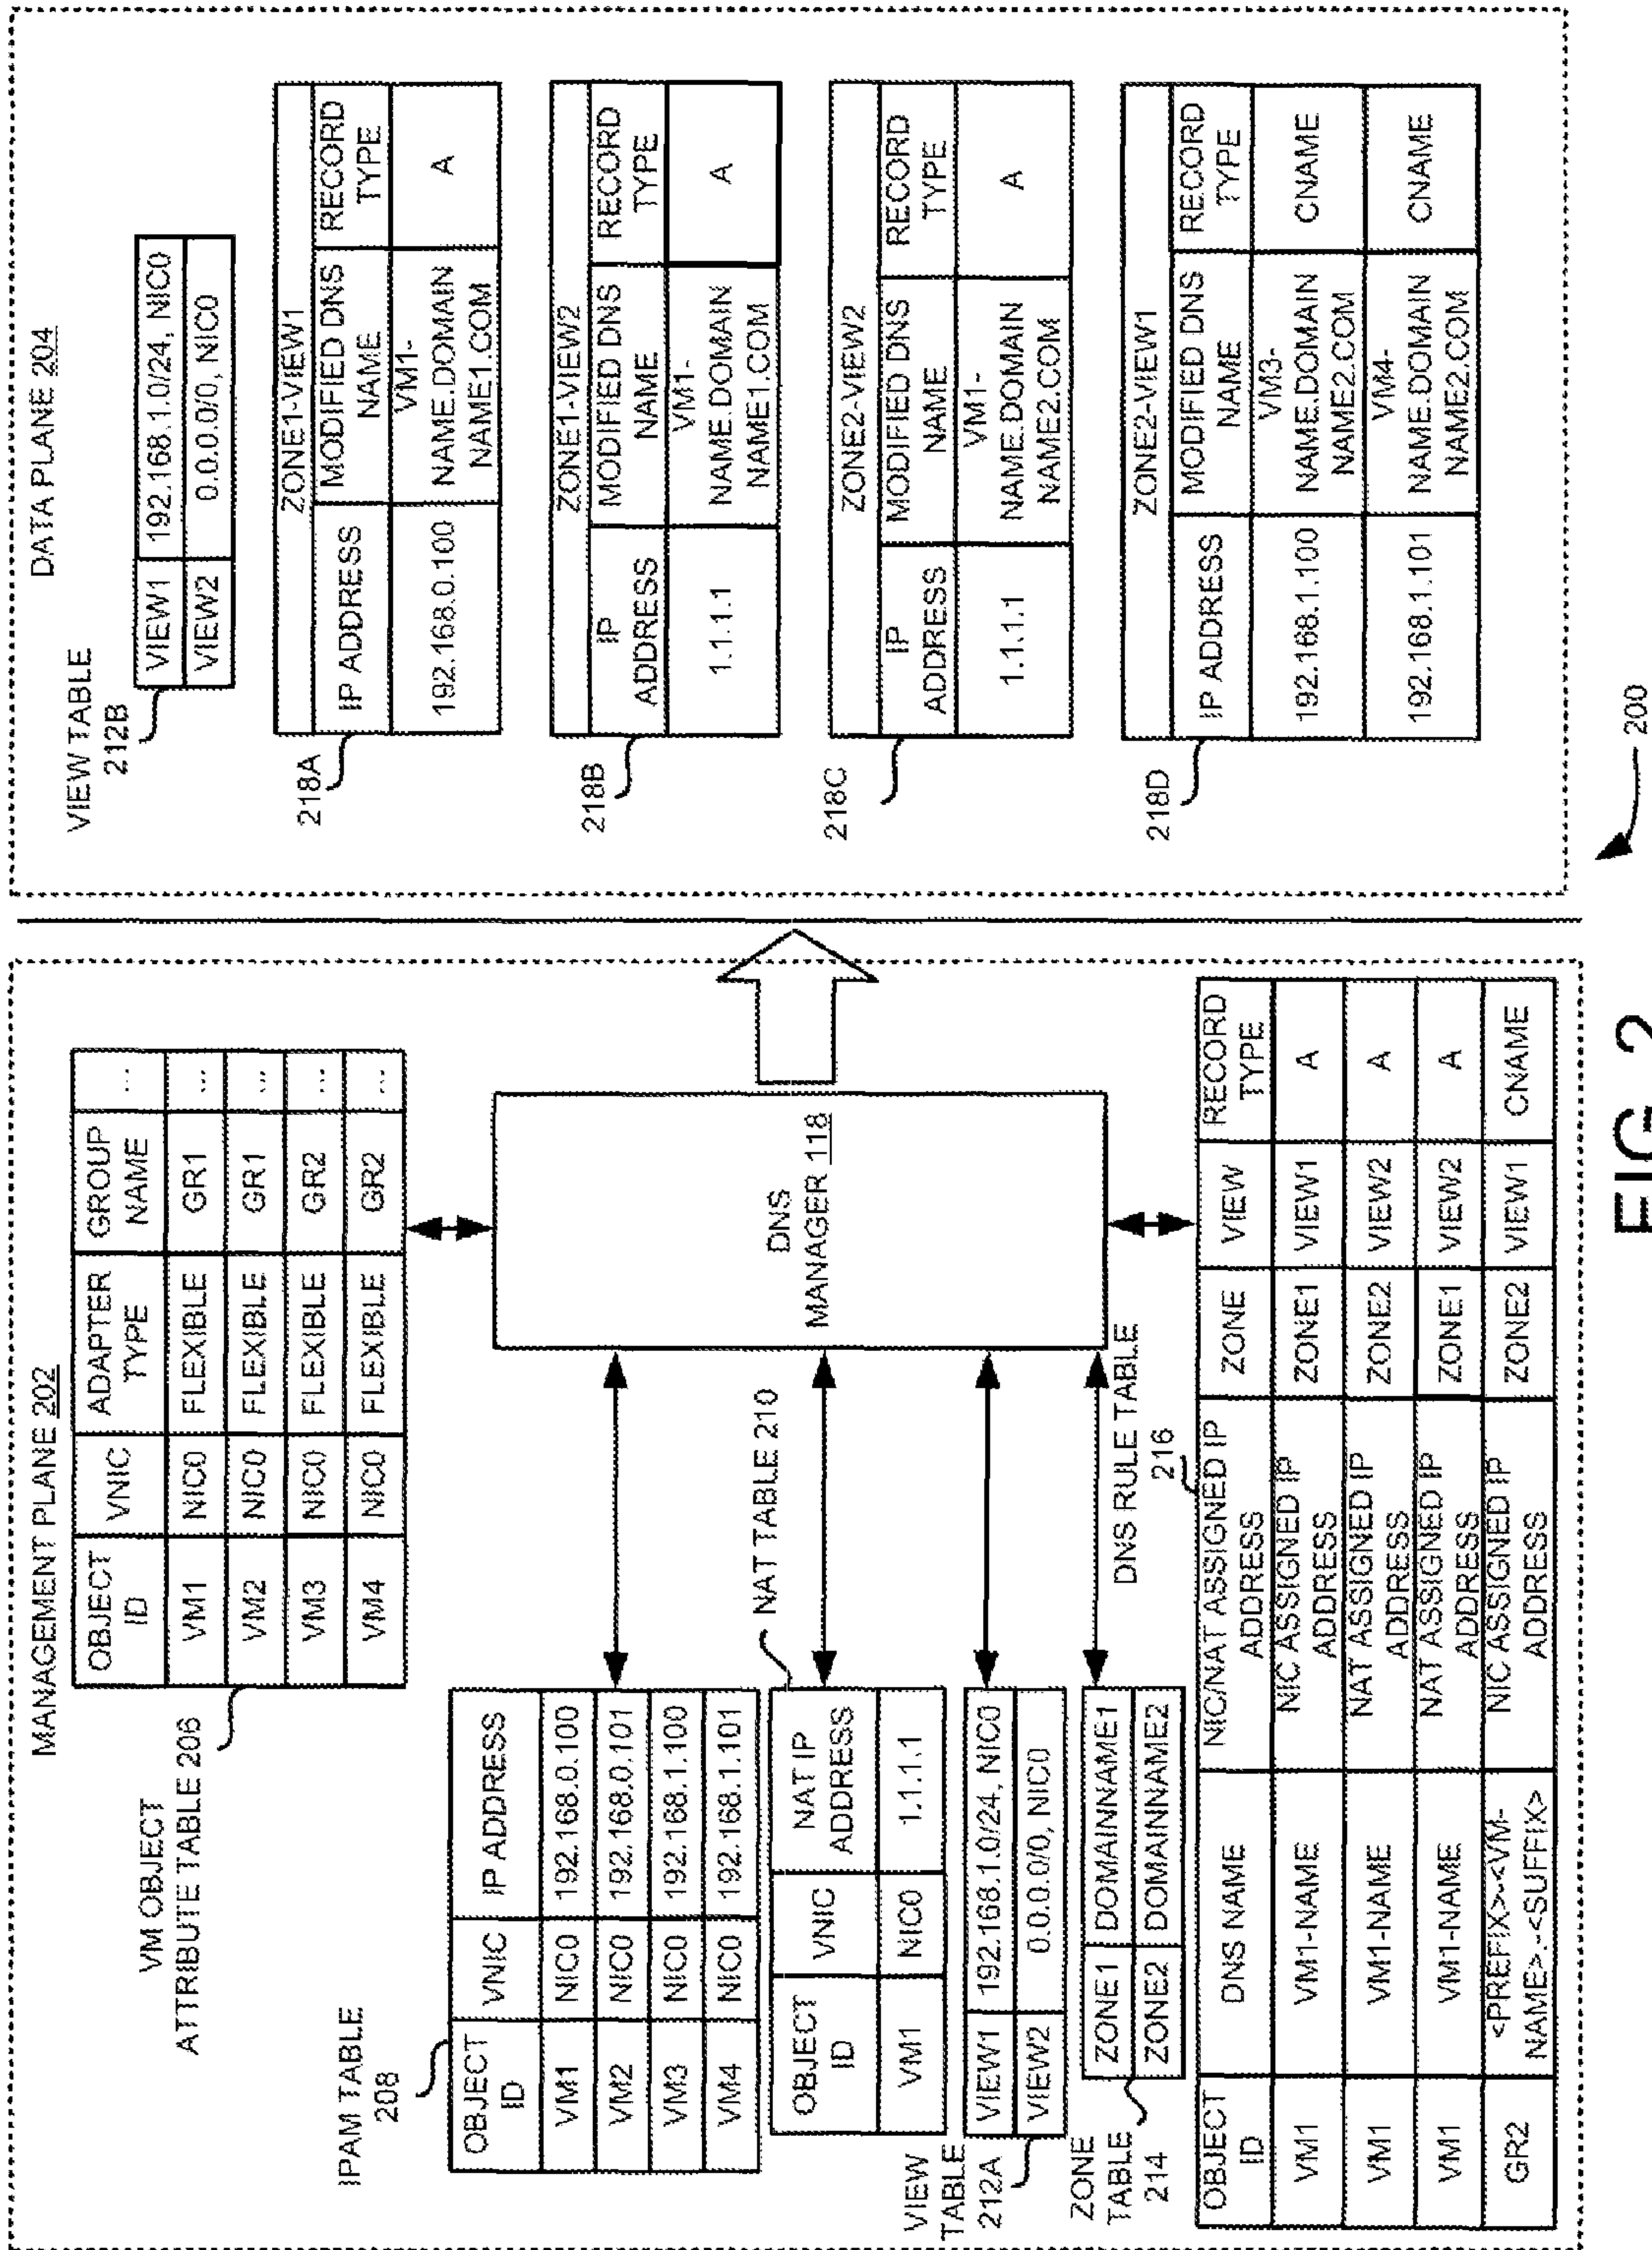 MANAGEMENT PLANE 202
VM OBJECT
ATTRIBUTE TABLE 206
OBJECT ID VNIC ADAPTER TYPE GROUP NAME ...
VM1 NIC0 FLEXIBLE GR1 ...
VM2 NIC0 FLEXIBLE GR1 ...
VM3 NIC0 FLEXIBLE GR2 ...
VM4 NIC0 FLEXIBLE GR2 ...
IPAM TABLE
208
OBJECT ID VNIC IP ADDRESS
VM1 NIC0 192.168.0.100
VM2 NIC0 192.168.0.101
VM3 NIC0 192.168.1.100
VM4 NIC0 192.168.1.101
NAT TABLE 210
OBJECT ID VNIC NAT IP ADDRESS
VM1 NIC0 1.1.1.1
VIEW
TABLE
212A
VIEW1 192.168.1.0/24, NIC0
VIEW2 0.0.0.0/0, NIC0
ZONE
TABLE
214
ZONE1 DOMAINNAME1
ZONE2 DOMAINNAME2
DNS
MANAGER 118
DNS RULE TABLE
216
OBJECT ID DNS NAME NIC/NAT ASSIGNED IP ADDRESS ZONE VIEW RECORD TYPE
VM1 VM1-NAME NIC ASSIGNED IP ADDRESS ZONE1 VIEW1 A
VM1 VM1-NAME NAT ASSIGNED IP ADDRESS ZONE2 VIEW2 A
VM1 VM1-NAME NAT ASSIGNED IP ADDRESS ZONE1 VIEW2 A
GR2 <PREFIX>-<VM-NAME>-<SUFFIX> NIC ASSIGNED IP ADDRESS ZONE2 VIEW1 CNAME
DATA PLANE 204
VIEW TABLE
212B
VIEW1 192.168.1.0/24, NIC0
VIEW2 0.0.0.0/0, NIC0
218A
ZONE1-VIEW1
IP ADDRESS MODIFIED DNS NAME RECORD TYPE
192.168.0.100 VM1-NAME.DOMAIN NAME1.COM A
218B
ZONE1-VIEW2
IP ADDRESS MODIFIED DNS NAME RECORD TYPE
1.1.1.1 VM1-NAME.DOMAIN NAME1.COM A
218C
ZONE2-VIEW2
IP ADDRESS MODIFIED DNS NAME RECORD TYPE
1.1.1.1 VM1-NAME.DOMAIN NAME2.COM A
218D
ZONE2-VIEW1
IP ADDRESS MODIFIED DNS NAME RECORD TYPE
192.168.1.100 VM3-NAME.DOMAIN NAME2.COM CNAME
192.168.1.101 VM4-NAME.DOMAIN NAME2.COM CNAME
200
FIG. 2